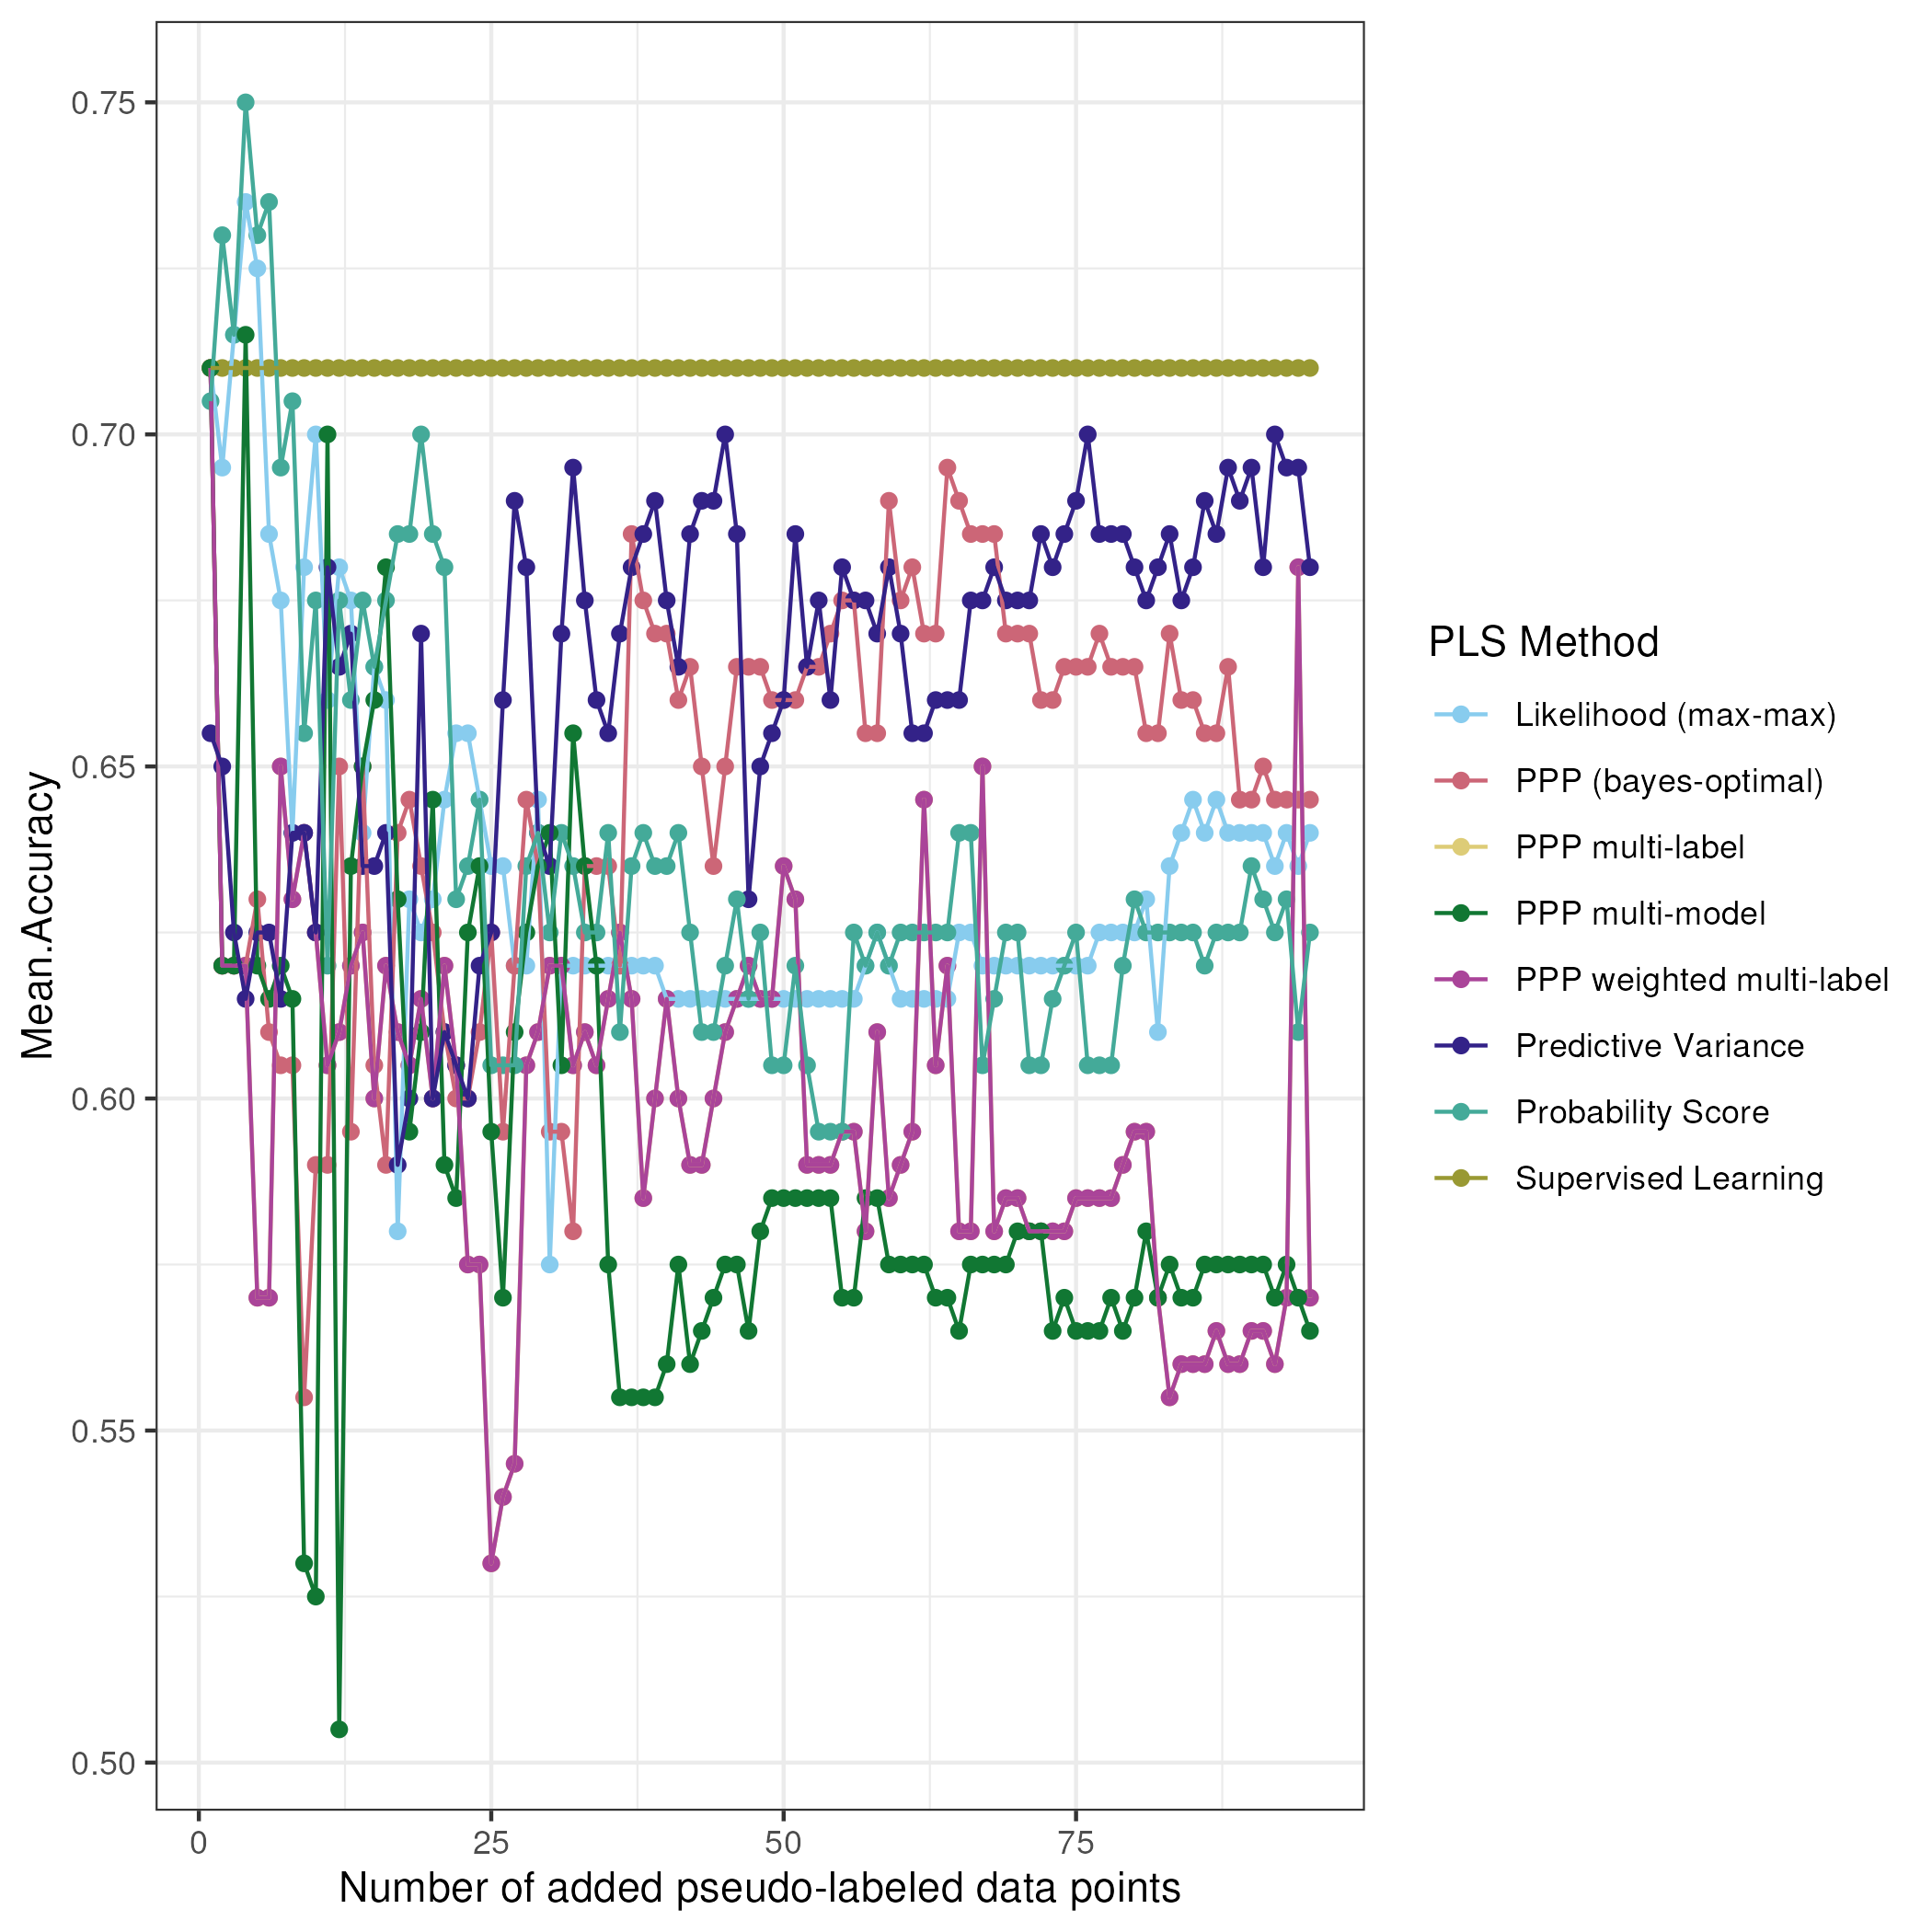 0.75
0.70
0.65
0.60
0.55
0.50
Mean.Accuracy
0
25
50
75
Number of added pseudo-labeled data points
PLS Method
Likelihood (max-max)
PPP (bayes-optimal)
PPP multi-label
PPP multi-model
PPP weighted multi-label
Predictive Variance
Probability Score
Supervised Learning